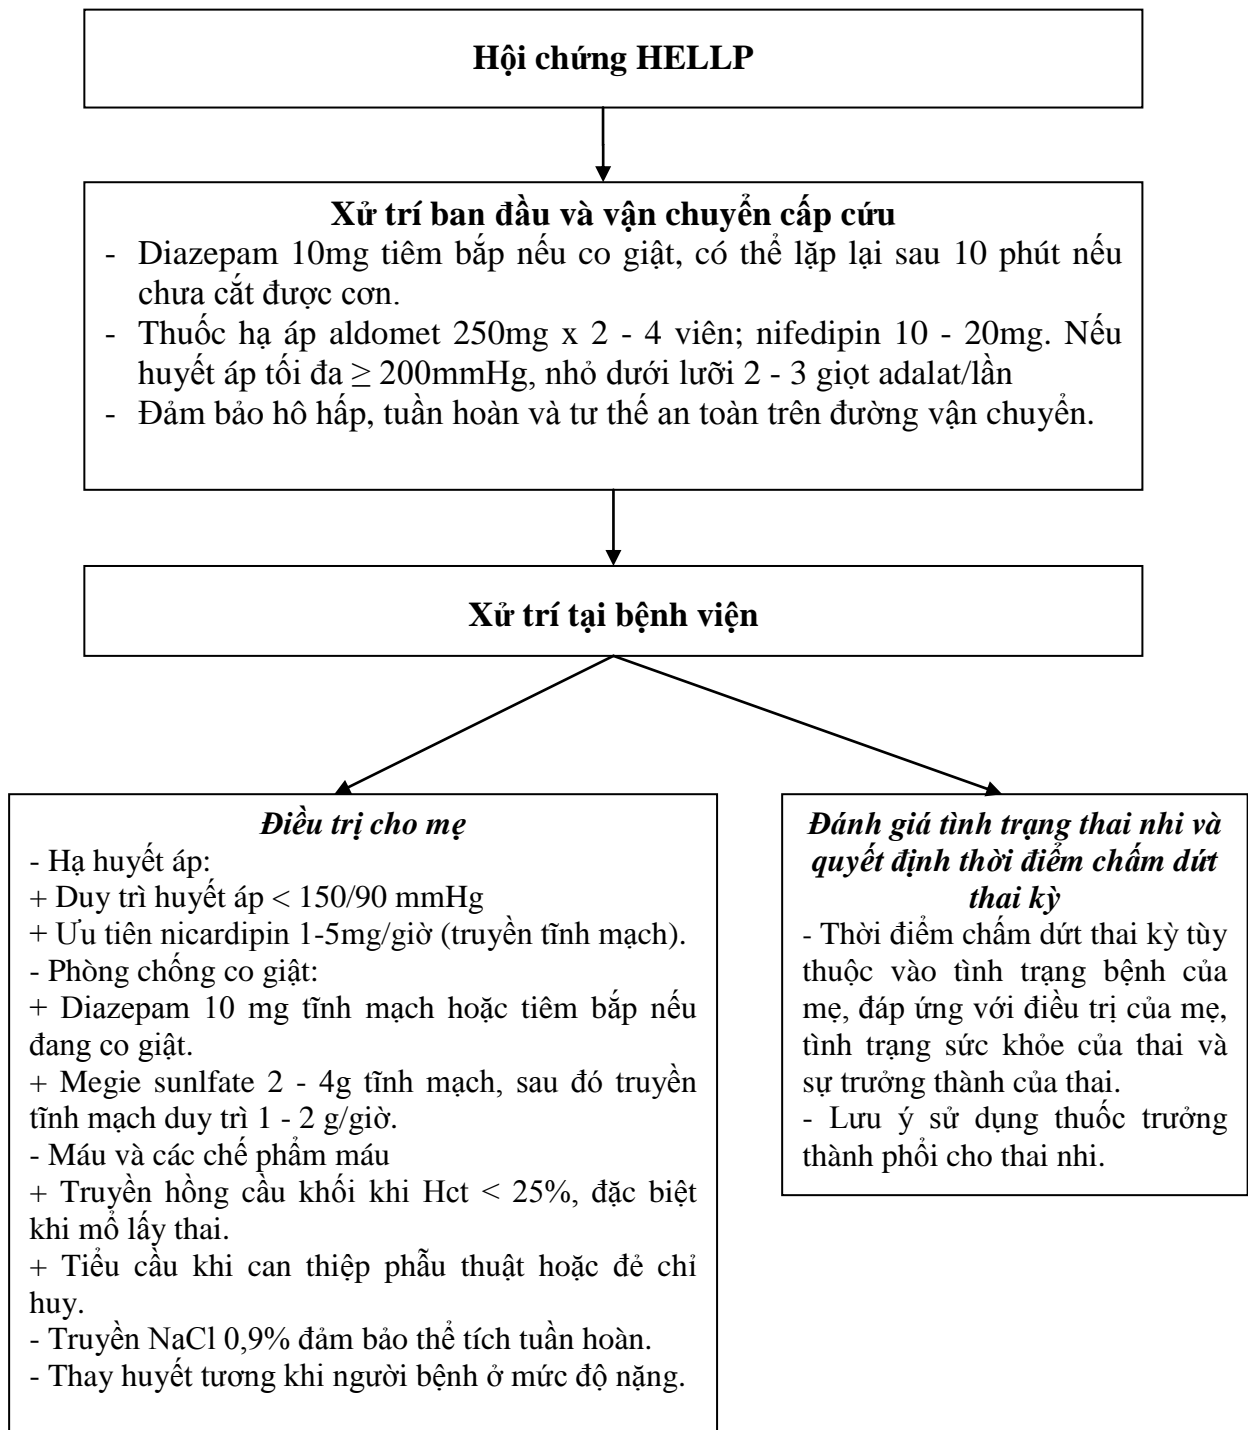 Hội chứng HELLP
Xử trí ban đầu và vận chuyển cấp cứu
- Diazepam 10mg tiêm bắp nếu co giật, có thể lặp lại sau 10 phút nếu
chưa cắt được cơn.
- Thuốc hạ áp aldomet 250mg x 2 - 4 viên; nifedipin 10 - 20mg. Nếu
huyết áp tối đa ≥ 200mmHg, nhỏ dưới lưỡi 2 - 3 giọt adalat/lần
- Đảm bảo hô hấp, tuần hoàn và tư thế an toàn trên đường vận chuyển.
Xử trí tại bệnh viện
Điều trị cho mẹ
- Hạ huyết áp:
+ Duy trì huyết áp < 150/90 mmHg
+ Ưu tiên nicardipin 1-5mg/giờ (truyền tĩnh mạch).
- Phòng chống co giật:
+ Diazepam 10 mg tĩnh mạch hoặc tiêm bắp nếu
đang co giật.
+ Megie sunlfate 2 - 4g tĩnh mạch, sau đó truyền
tĩnh mạch duy trì 1 - 2 g/giờ.
- Máu và các chế phẩm máu
+ Truyền hồng cầu khối khi Hct < 25%, đặc biệt
khi mổ lấy thai.
+ Tiểu cầu khi can thiệp phẫu thuật hoặc đẻ chỉ
huy.
- Truyền NaCl 0,9% đảm bảo thể tích tuần hoàn.
- Thay huyết tương khi người bệnh ở mức độ nặng.
Đánh giá tình trạng thai nhi và
quyết định thời điểm chấm dứt
thai kỳ
- Thời điểm chấm dứt thai kỳ tùy
thuộc vào tình trạng bệnh của
mẹ, đáp ứng với điều trị của mẹ,
tình trạng sức khỏe của thai và
sự trưởng thành của thai.
- Lưu ý sử dụng thuốc trưởng
thành phổi cho thai nhi.